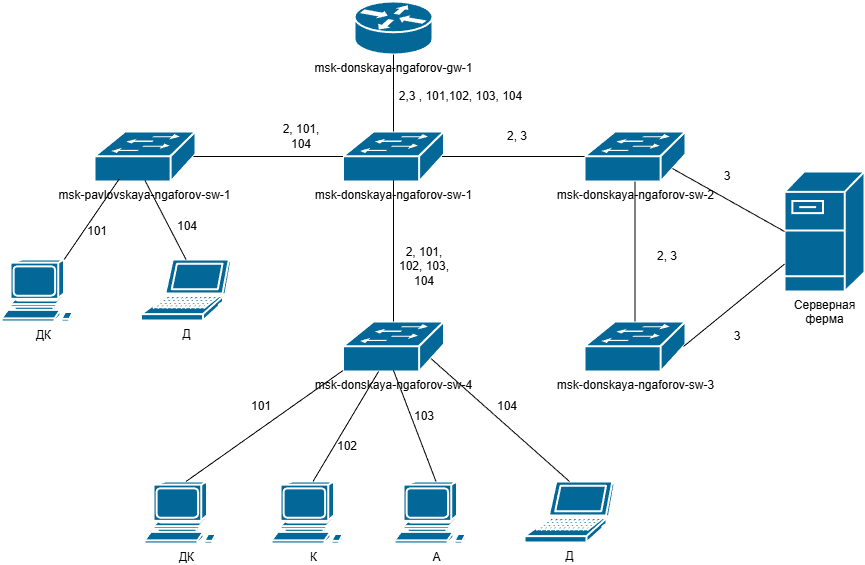 msk-donskaya-ngaforov-gw-1
2,3 , 101,102, 103, 104
2, 101,
104
2, 3
msk-pavlovskaya-ngaforov-sw-1
msk-donskaya-ngaforov-sw-1
msk-donskaya-ngaforov-sw-2
3
101
104
2, 101,
102, 103,
104
2, 3
Серверная
ферма
ДК
Д
3
msk-donskaya-ngaforov-sw-4
msk-donskaya-ngaforov-sw-3
101
102
103
104
ДК
К
А
Д